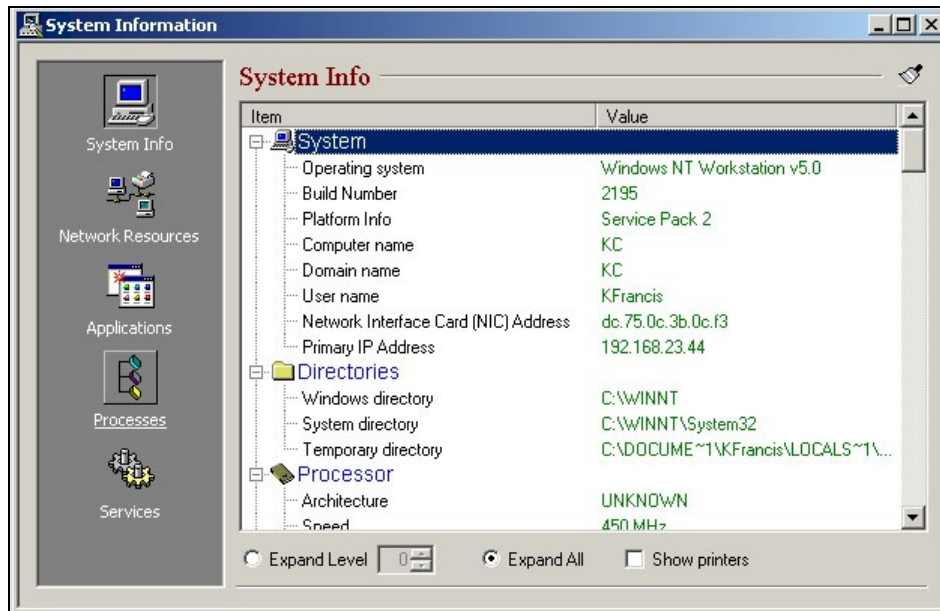 System Information
System Info
Network Resources
Applications
Processes
Services
System Info
Item Value
System
Operating system Windows NT Workstation v5.0
Build Number 2195
Platform Info Service Pack 2
Computer name KC
Domain name KC
User name KFrancis
Network Interface Card (NIC) Address dc.75.0c.3b.0c.f3
Primary IP Address 192.168.23.44
Directories
Windows directory C:\WINNT
System directory C:\WINNT\System32
Temporary directory C:\DOCUME~1\KFrancis\LOCALS~1\...
Processor
Architecture UNKNOWN
Speed 450 MHz
Expand Level 0 Expand All Show printers